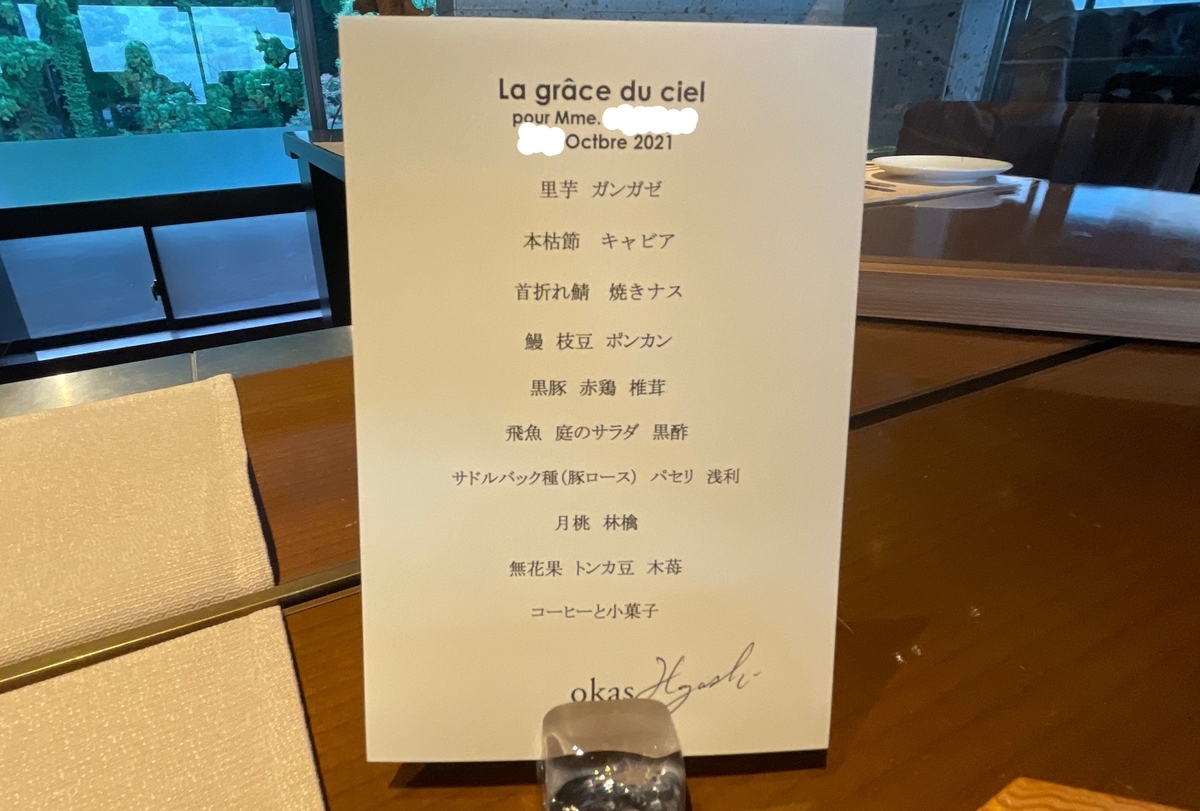 La grâce du ciel
pour Mme.
Octbre 2021
里芋 ガンガゼ
本枯節 キャビア
首折れ鯖 焼きナス
鰻 枝豆 ポンカン
黒豚 赤鶏 椎茸
飛魚 庭のサラダ 黒酢
サドルバック種(豚ロース) パセリ 浅利
月桃 林檎
無花果 トンカ豆 木苺
コーヒーと小菓子
okas